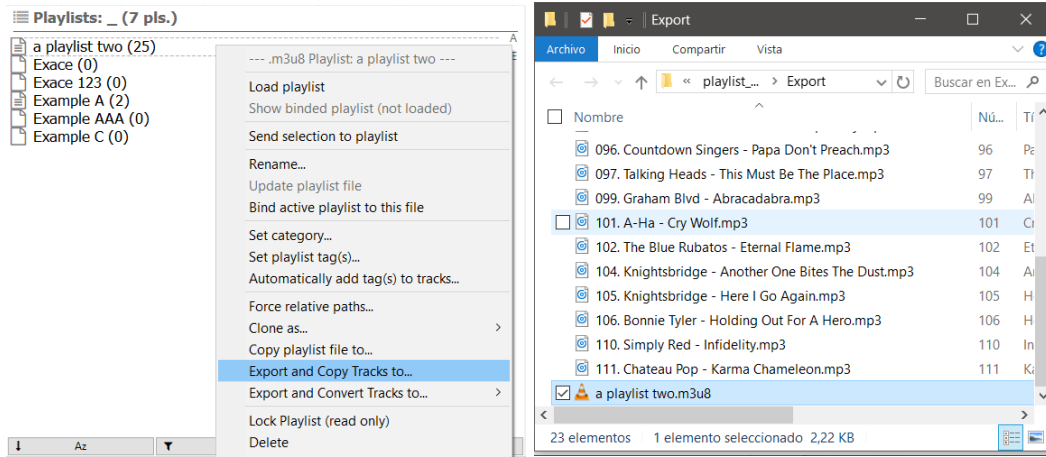 Playlists: _ (7 pls.)
A
a playlist two (25)
Exace (0)
Exace 123 (0)
Example A (2)
Example AAA (0)
Example C (0)
Az
--- .m3u8 Playlist: a playlist two ---
Load playlist
Show binded playlist (not loaded)
Send selection to playlist
Rename...
Update playlist file
Bind active playlist to this file
Set category...
Set playlist tag(s)...
Automatically add tag(s) to tracks...
Force relative paths...
Clone as...
Copy playlist file to...
Export and Copy Tracks to...
Export and Convert Tracks to...
Lock Playlist (read only)
Delete
Export
Archivo Inicio Compartir Vista
« playlist_... > Export Buscar en Ex...
Nombre Nú... Tí
096. Countdown Singers - Papa Don't Preach.mp3 96 Pa
097. Talking Heads - This Must Be The Place.mp3 97 Th
099. Graham Blvd - Abracadabra.mp3 99 Al
101. A-Ha - Cry Wolf.mp3 101 Cr
102. The Blue Rubatos - Eternal Flame.mp3 102 Et
104. Knightsbridge - Another One Bites The Dust.mp3 104 An
105. Knightsbridge - Here I Go Again.mp3 105 H
106. Bonnie Tyler - Holding Out For A Hero.mp3 106 H
110. Simply Red - Infidelity.mp3 110 In
111. Chateau Pop - Karma Chameleon.mp3 111 Ka
a playlist two.m3u8
23 elementos 1 elemento seleccionado 2,22 KB